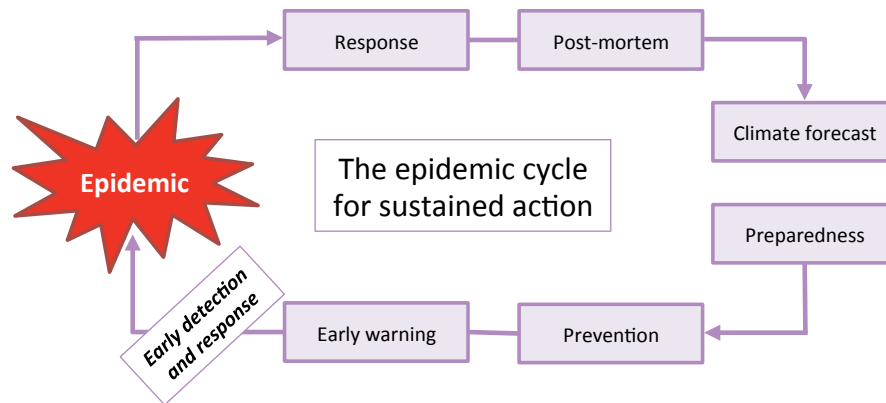 Response
Post-mortem
Climate forecast
Epidemic
The epidemic cycle
for sustained action
Preparedness
Early detection
and response
Early warning
Prevention